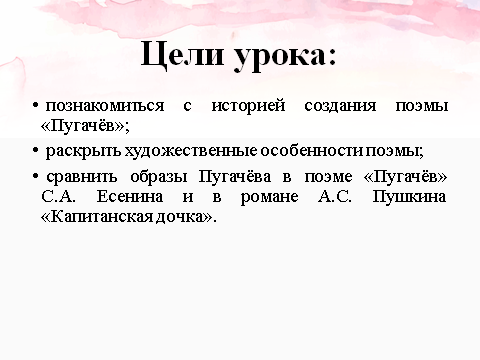 Цели урока:
• познакомиться с историей создания поэмы
«Пугачёв»;
• раскрыть художественные особенности поэмы;
• сравнить образы Пугачёва в поэме «Пугачёв»
С.А. Есенина и в романе А.С. Пушкина
«Капитанская дочка».